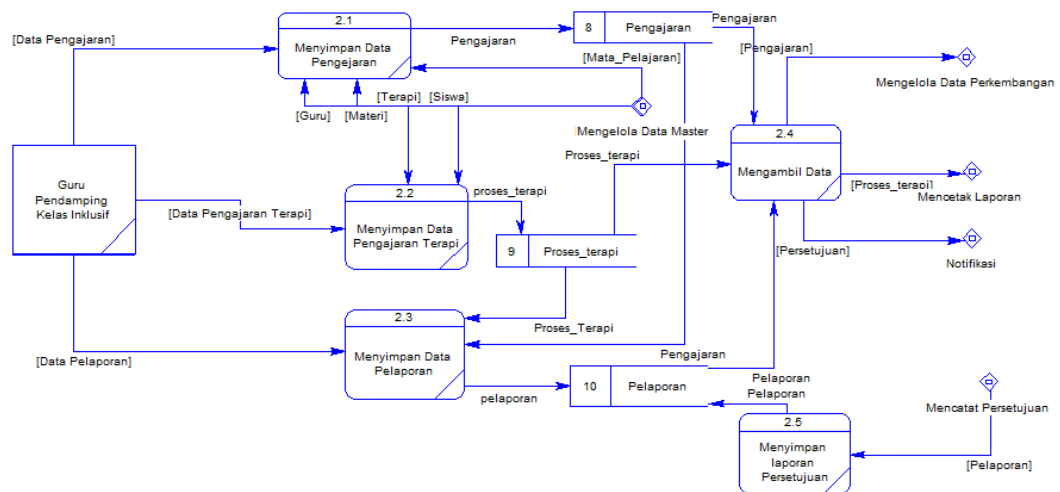 2.1
Menyimpan Data
Pengejaran
[Data Pengajaran]
Pengajaran
8 Pengajaran
Pengajaran
[Pengajaran]
[Mata_Pelajaran]
Mengelola Data Perkembangan
[Terapi] [Siswa]
[Guru] [Materi]
Mengelola Data Master
2.4
Mengambil Data
Guru
Pendamping
Kelas Inklusif
Proses_terapi
[Proses_terapi]
Mencetak Laporan
2.2
Menyimpan Data
Pengajaran Terapi
proses_terapi
[Data Pengajaran Terapi]
9 Proses_terapi
[Persetujuan]
Notifikasi
2.3
Menyimpan Data
Pelaporan
Proses_Terapi
[Data Pelaporan]
Pengajaran
pelaporan
10 Pelaporan
Pelaporan
Pelaporan
Mencatat Persetujuan
2.5
Menyimpan
laporan
Persetujuan
[Pelaporan]